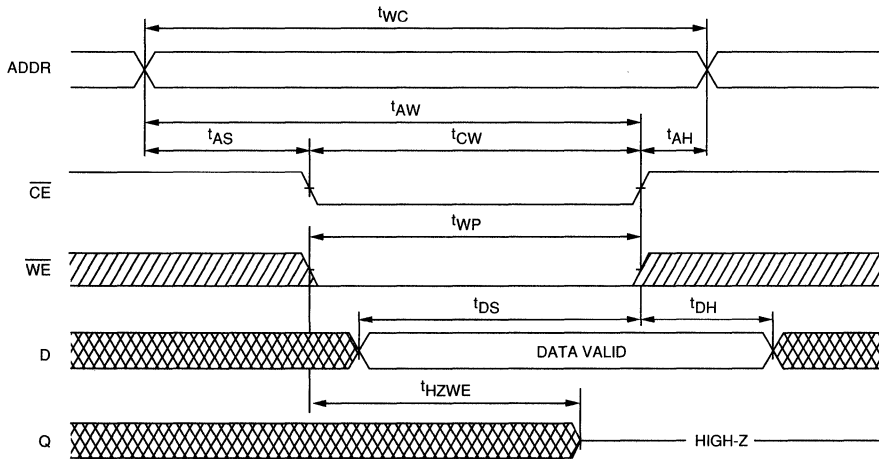 tWC
ADDR
tAW
tAS
tCW
tAH
CE
tWP
WE
tDS
tDH
D
DATA VALID
tHZWE
Q
HIGH-Z